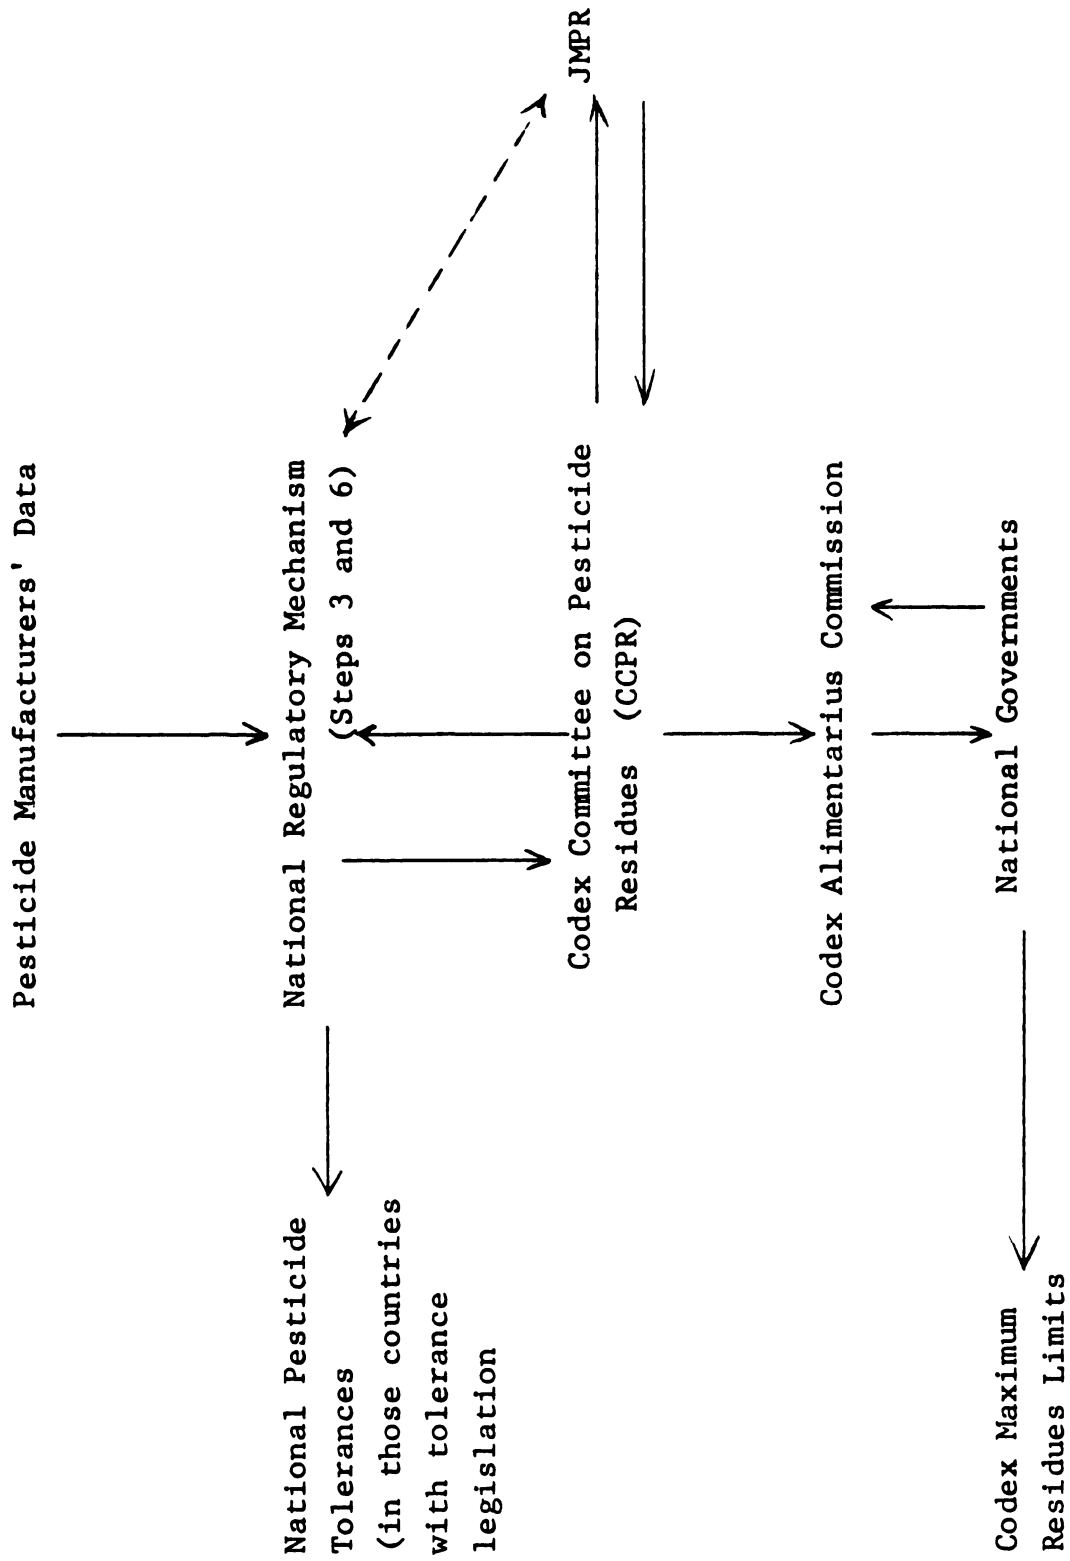 Pesticide Manufacturers' Data
National Regulatory Mechanism
(Steps 3 and 6)
National Pesticide
Tolerances
(in those countries
with tolerance
legislation
JMPR
Codex Committee on Pesticide
Residues (CCPR)
Codex Alimentarius Commission
National Governments
Codex Maximum
Residues Limits